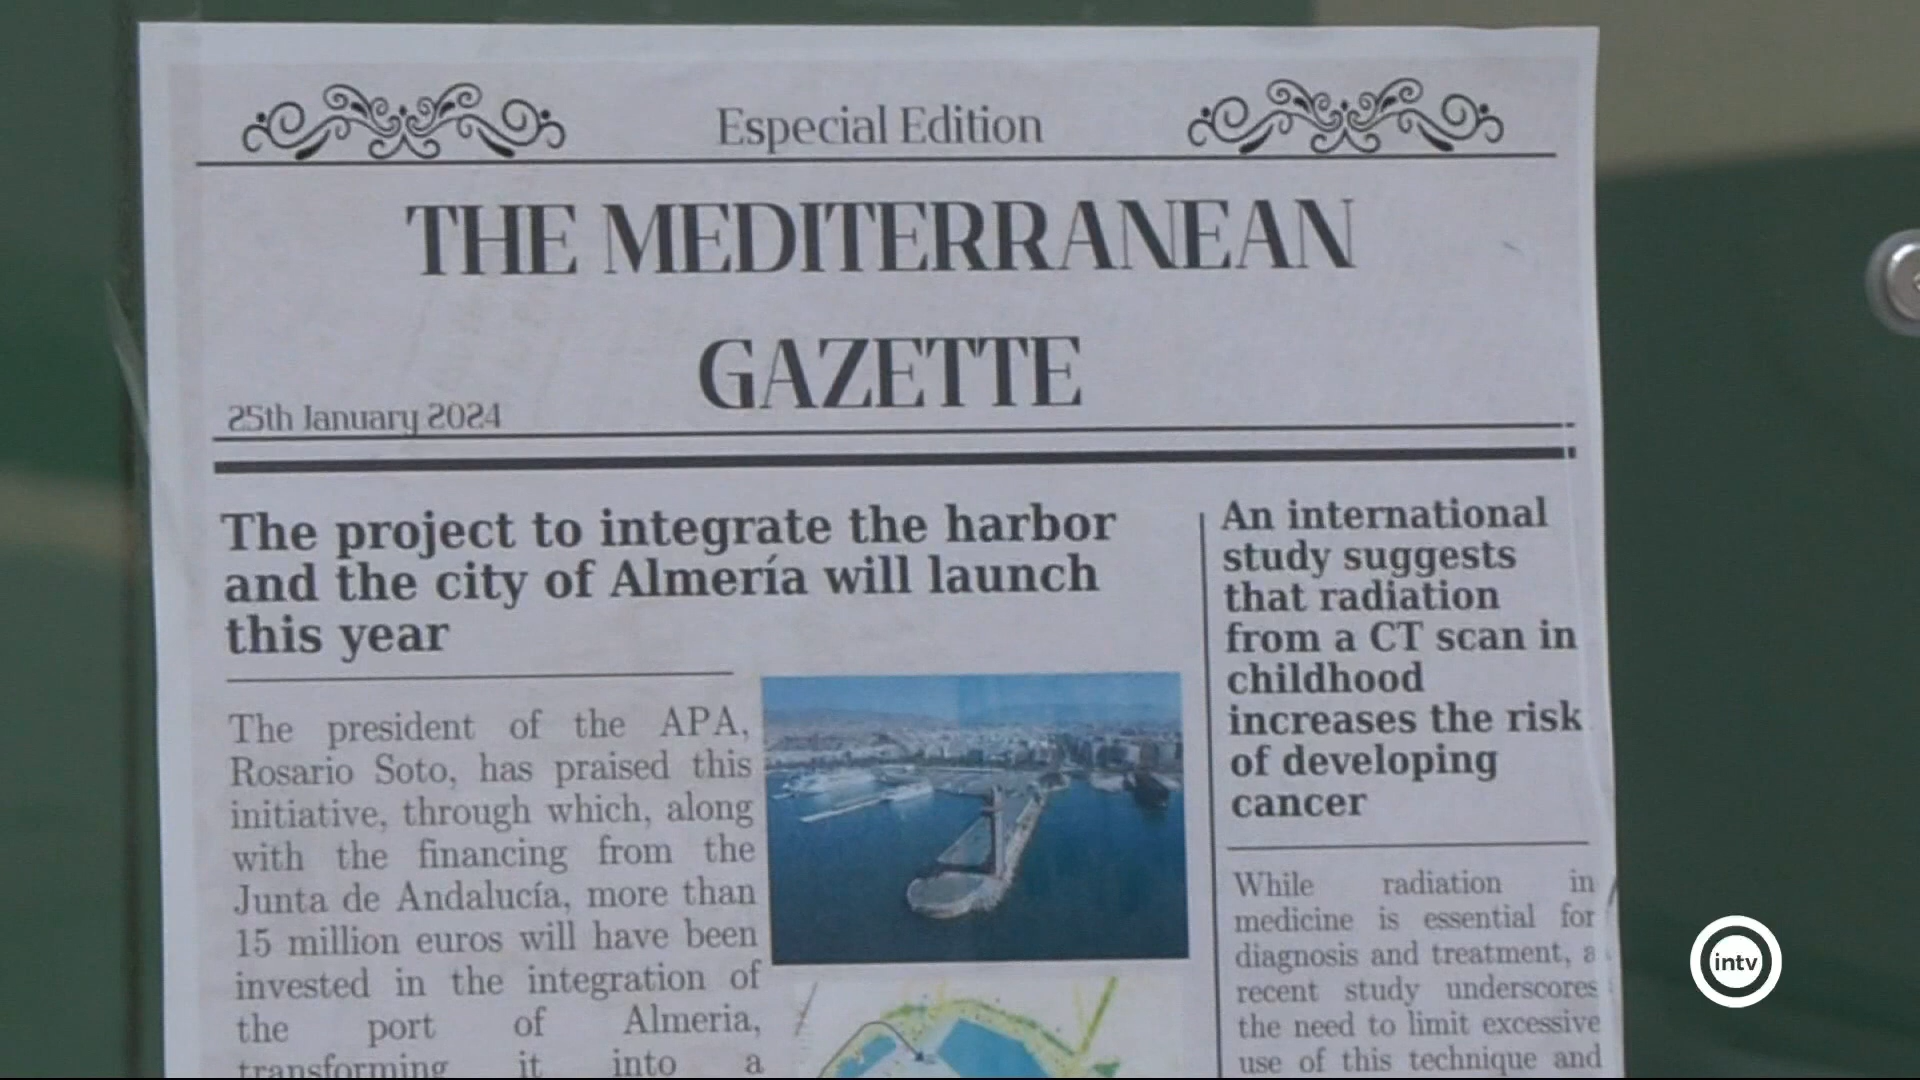 Especial Edition
THE MEDITERRANEAN
GAZETTE
25th January 2024
The project to integrate the harbor
and the city of Almería will launch
this year
The president of the APA,
Rosario Soto, has praised this
initiative, through which, along
with the financing from the
Junta de Andalucía, more than
15 million euros will have been
invested in the integration of
the port of Almeria,
transforming it into a
An international
study suggests
that radiation
from a CT scan in
childhood
increases the risk
of developing
cancer
While radiation in
medicine is essential for
diagnosis and treatment, a
recent study underscores
the need to limit excessive
use of this technique and
intv